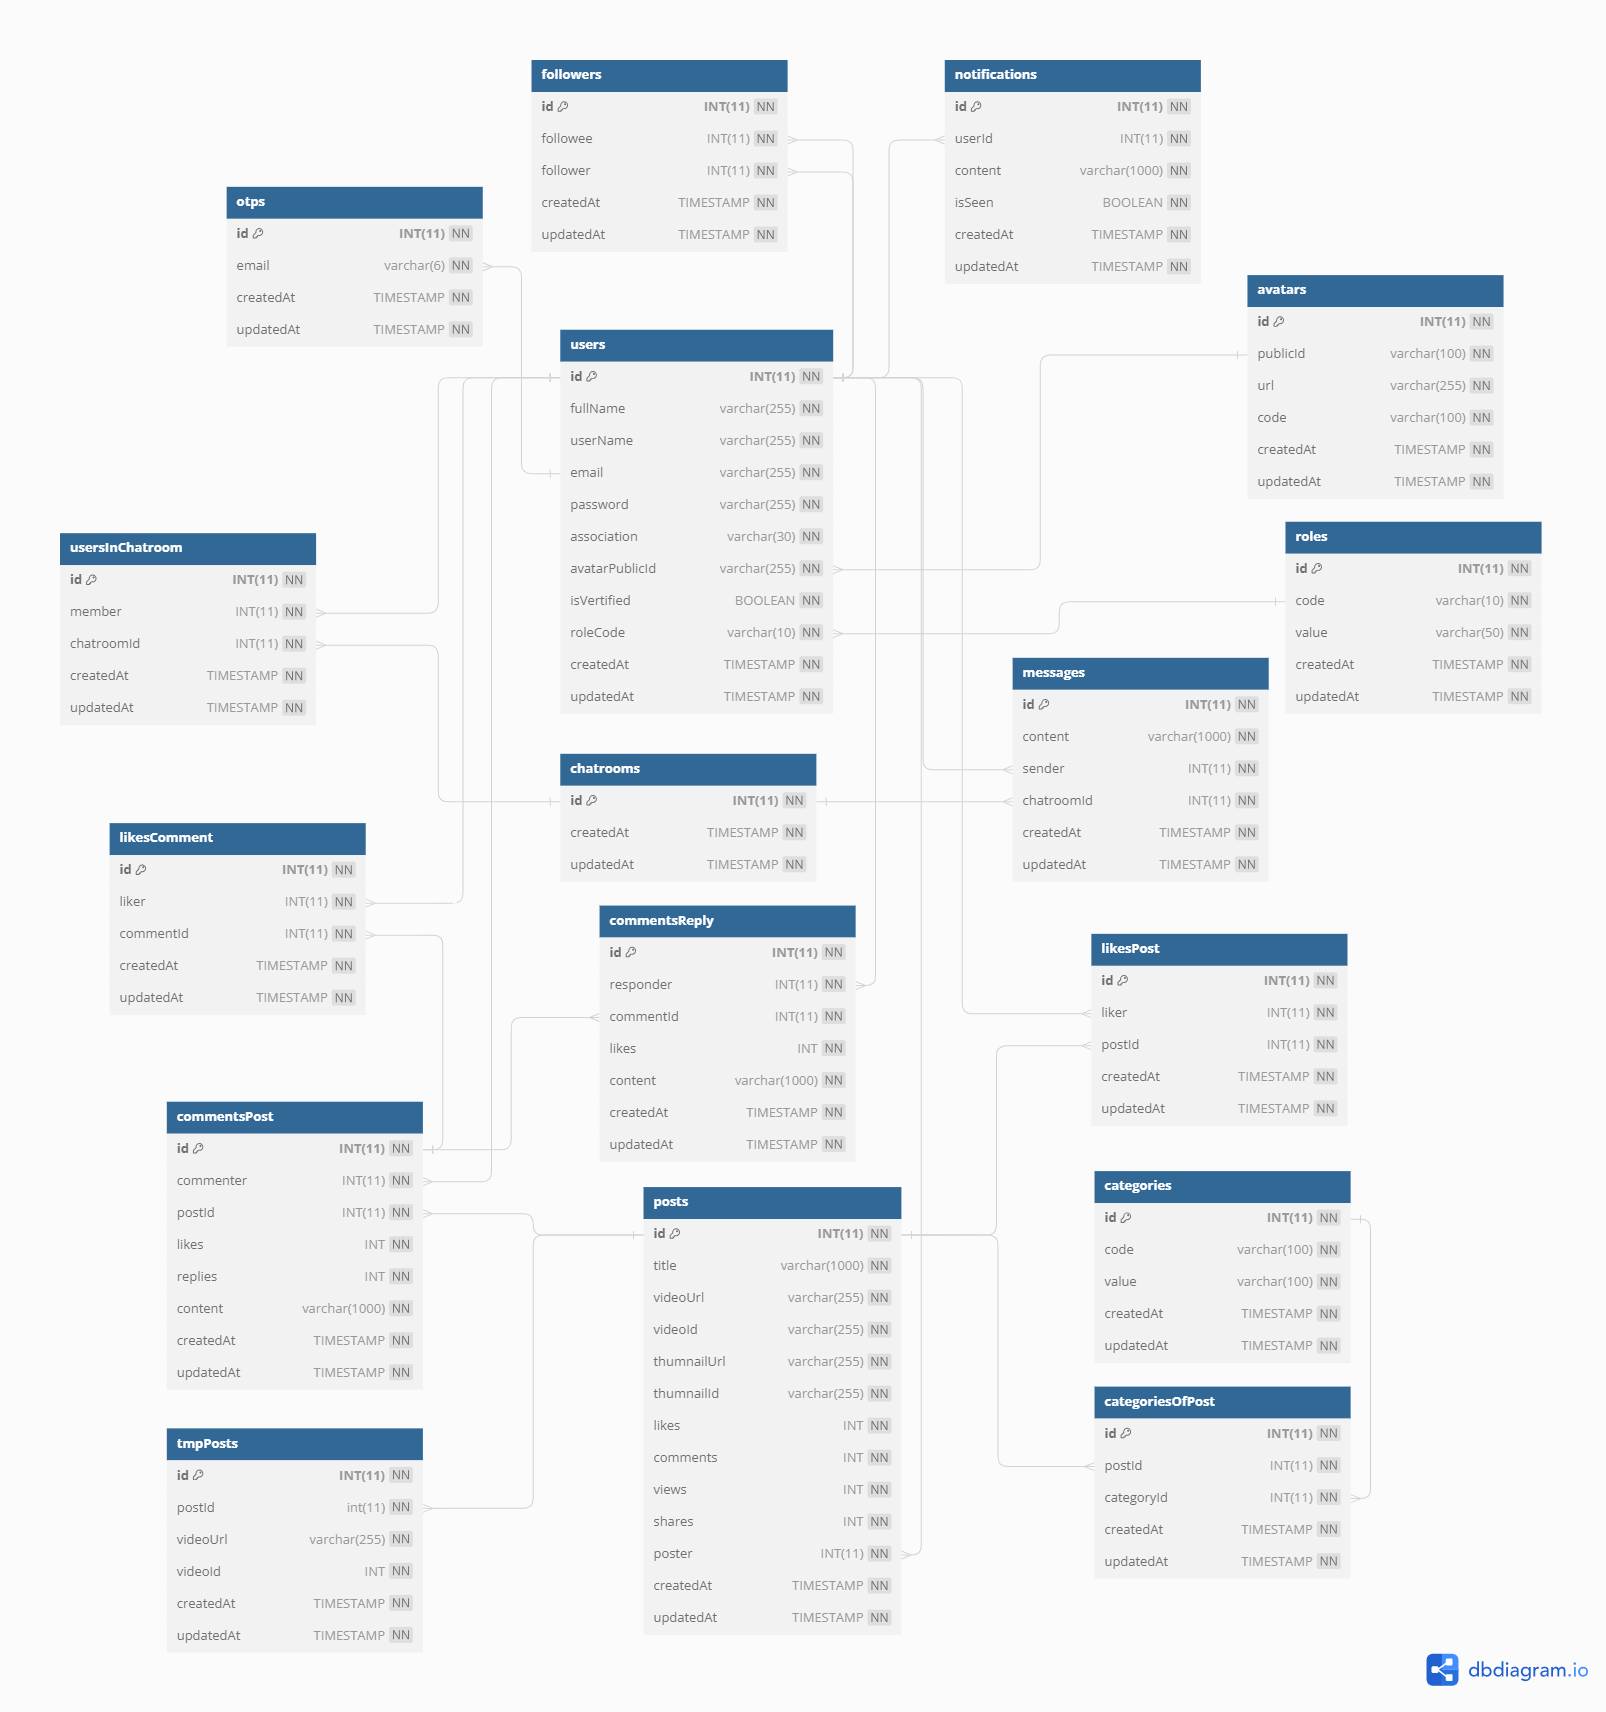 followers
id INT(11) NN
followee INT(11) NN
follower INT(11) NN
createdAt TIMESTAMP NN
updatedAt TIMESTAMP NN
notifications
id INT(11) NN
userId INT(11) NN
content varchar(1000) NN
isSeen BOOLEAN NN
createdAt TIMESTAMP NN
updatedAt TIMESTAMP NN
otps
id INT(11) NN
email varchar(6) NN
createdAt TIMESTAMP NN
updatedAt TIMESTAMP NN
avatars
id INT(11) NN
publicId varchar(100) NN
url varchar(255) NN
code varchar(100) NN
createdAt TIMESTAMP NN
updatedAt TIMESTAMP NN
users
id INT(11) NN
fullName varchar(255) NN
userName varchar(255) NN
email varchar(255) NN
password varchar(255) NN
association varchar(30) NN
avatarPublicId varchar(255) NN
isVertified BOOLEAN NN
roleCode varchar(10) NN
createdAt TIMESTAMP NN
updatedAt TIMESTAMP NN
roles
id INT(11) NN
code varchar(10) NN
value varchar(50) NN
createdAt TIMESTAMP NN
updatedAt TIMESTAMP NN
usersInChatroom
id INT(11) NN
member INT(11) NN
chatroomId INT(11) NN
createdAt TIMESTAMP NN
updatedAt TIMESTAMP NN
messages
id INT(11) NN
content varchar(1000) NN
sender INT(11) NN
chatroomId INT(11) NN
createdAt TIMESTAMP NN
updatedAt TIMESTAMP NN
chatrooms
id INT(11) NN
createdAt TIMESTAMP NN
updatedAt TIMESTAMP NN
likesComment
id INT(11) NN
liker INT(11) NN
commentId INT(11) NN
createdAt TIMESTAMP NN
updatedAt TIMESTAMP NN
commentsReply
id INT(11) NN
responder INT(11) NN
commentId INT(11) NN
likes INT NN
content varchar(1000) NN
createdAt TIMESTAMP NN
updatedAt TIMESTAMP NN
likesPost
id INT(11) NN
liker INT(11) NN
postId INT(11) NN
createdAt TIMESTAMP NN
updatedAt TIMESTAMP NN
commentsPost
id INT(11) NN
commenter INT(11) NN
postId INT(11) NN
likes INT NN
replies INT NN
content varchar(1000) NN
createdAt TIMESTAMP NN
updatedAt TIMESTAMP NN
posts
id INT(11) NN
title varchar(1000) NN
videoUrl varchar(255) NN
videoId varchar(255) NN
thumnailUrl varchar(255) NN
thumnailId varchar(255) NN
likes INT NN
comments INT NN
views INT NN
shares INT NN
poster INT(11) NN
createdAt TIMESTAMP NN
updatedAt TIMESTAMP NN
categories
id INT(11) NN
code varchar(100) NN
value varchar(100) NN
createdAt TIMESTAMP NN
updatedAt TIMESTAMP NN
categoriesOfPost
id INT(11) NN
postId INT(11) NN
categoryId INT(11) NN
createdAt TIMESTAMP NN
updatedAt TIMESTAMP NN
tmpPosts
id INT(11) NN
postId int(11) NN
videoUrl varchar(255) NN
videoId INT NN
createdAt TIMESTAMP NN
updatedAt TIMESTAMP NN
dbdiagram.io